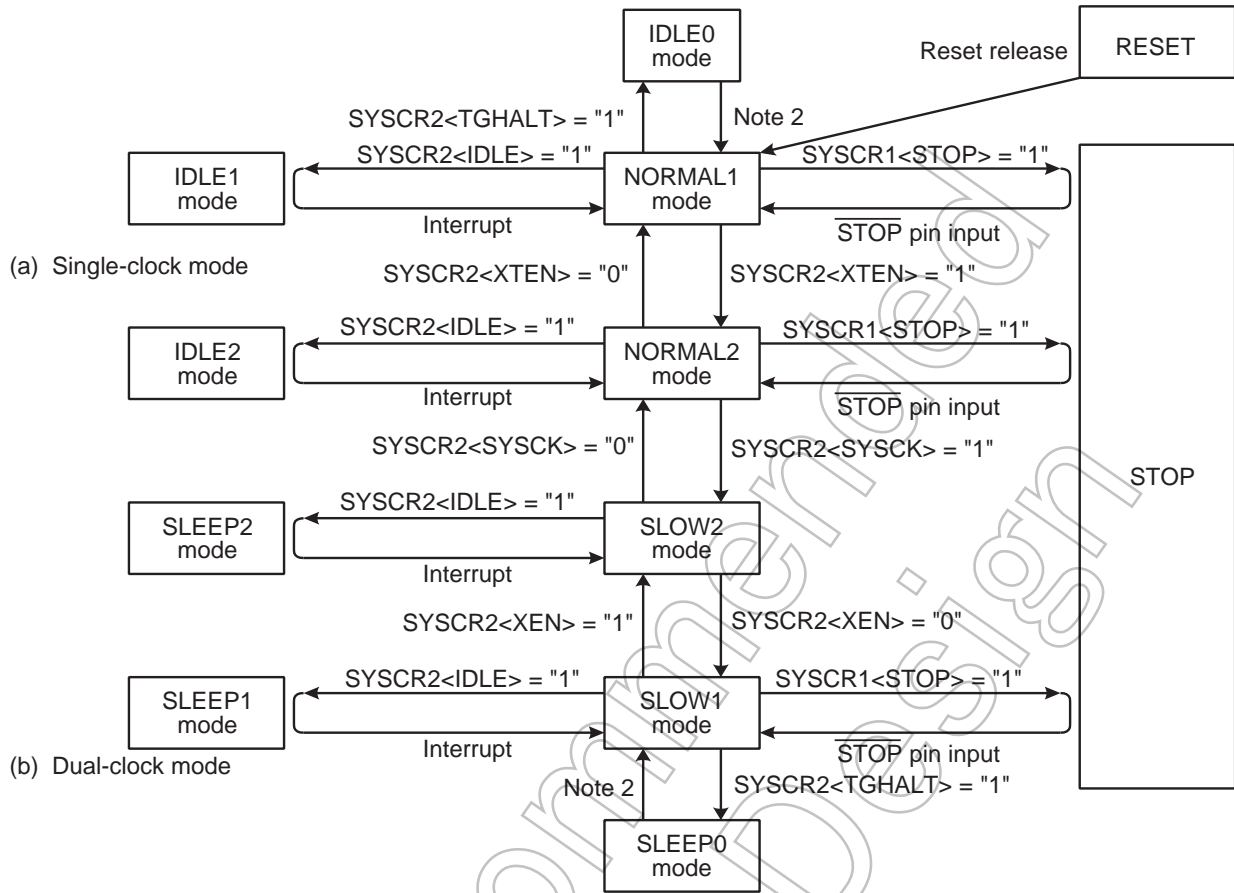 IDLE0
mode
Reset release
RESET
SYSCR2<TGHALT> = "1"
Note 2
SYSCR2<IDLE> = "1"
SYSCR1<STOP> = "1"
IDLE1
mode
NORMAL1
mode
Interrupt
STOP pin input
(a) Single-clock mode
SYSCR2<XTEN> = "0"
SYSCR2<XTEN> = "1"
SYSCR2<IDLE> = "1"
SYSCR1<STOP> = "1"
IDLE2
mode
NORMAL2
mode
Interrupt
STOP pin input
SYSCR2<SYSCK> = "0"
SYSCR2<SYSCK> = "1"
STOP
SYSCR2<IDLE> = "1"
SLEEP2
mode
SLOW2
mode
Interrupt
SYSCR2<XEN> = "1"
SYSCR2<XEN> = "0"
SYSCR2<IDLE> = "1"
SYSCR1<STOP> = "1"
SLEEP1
mode
SLOW1
mode
Interrupt
STOP pin input
(b) Dual-clock mode
Note 2
SYSCR2<TGHALT> = "1"
SLEEP0
mode
ommended
Design